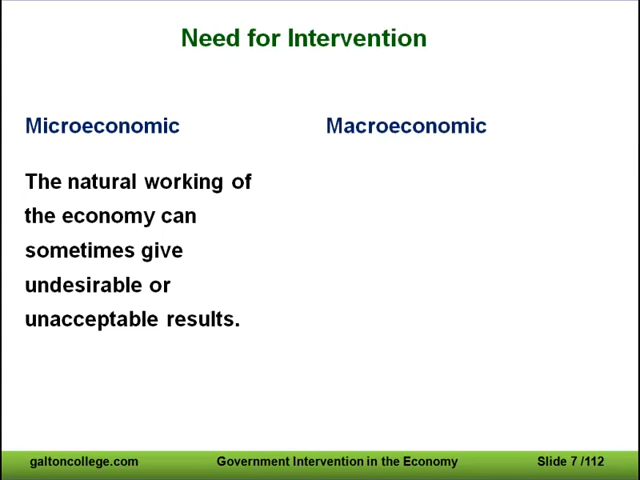 Need for Intervention
Microeconomic
Macroeconomic
The natural working of
the economy can
sometimes give
undesirable or
unacceptable results.
galtoncollege.com
Government Intervention in the Economy
Slide 7 /112